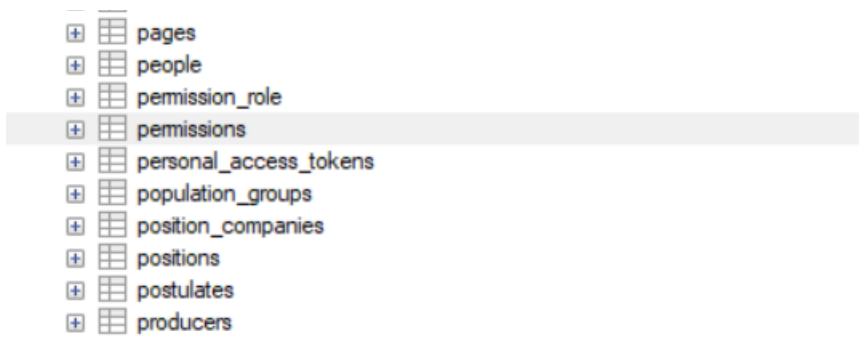 pages
people
permission_role
permissions
personal_access_tokens
population_groups
position_companies
positions
postulates
producers